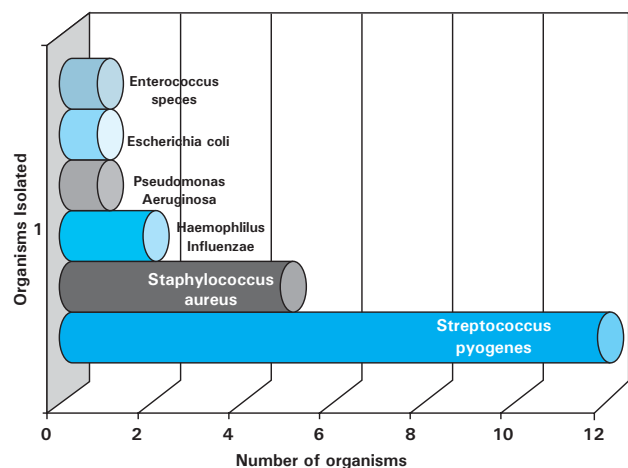 Enterococcus
speces
Escherichia coli
Pseudomonas
Aeruginosa
Haemophlilus
Influenzae
Staphylococcus
aureus
Streptococcus
pyogenes
Organisms Isolated
1
0 2 4 6 8 10 12
Number of organisms